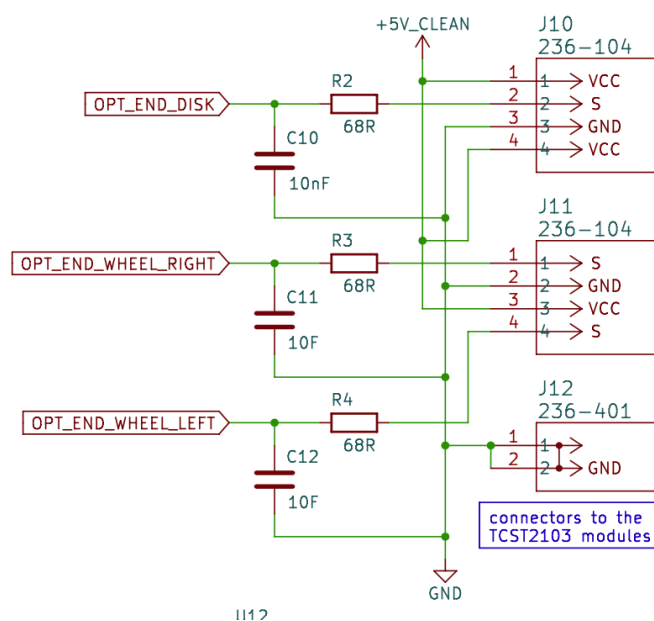 +5V_CLEAN
J10
236-104
1 1 VCC
2 2 S
3 3 GND
4 4 VCC
OPT_END_DISK
R2
68R
C10
10nF
J11
236-104
1 1 S
2 2 GND
3 3 VCC
4 4 S
OPT_END_WHEEL_RIGHT
R3
68R
C11
10F
J12
236-401
1 1
2 2 GND
OPT_END_WHEEL_LEFT
R4
68R
C12
10F
connectors to the
TCST2103 modules
GND
U12